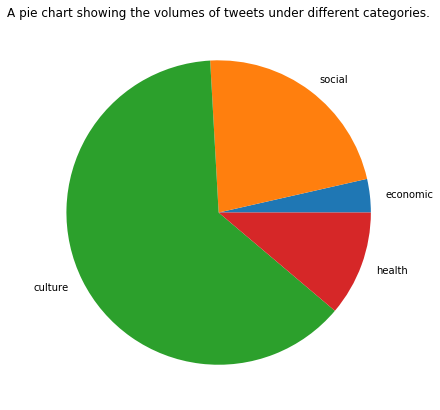 A pie chart showing the volumes of tweets under different categories.
social
economic
culture
health